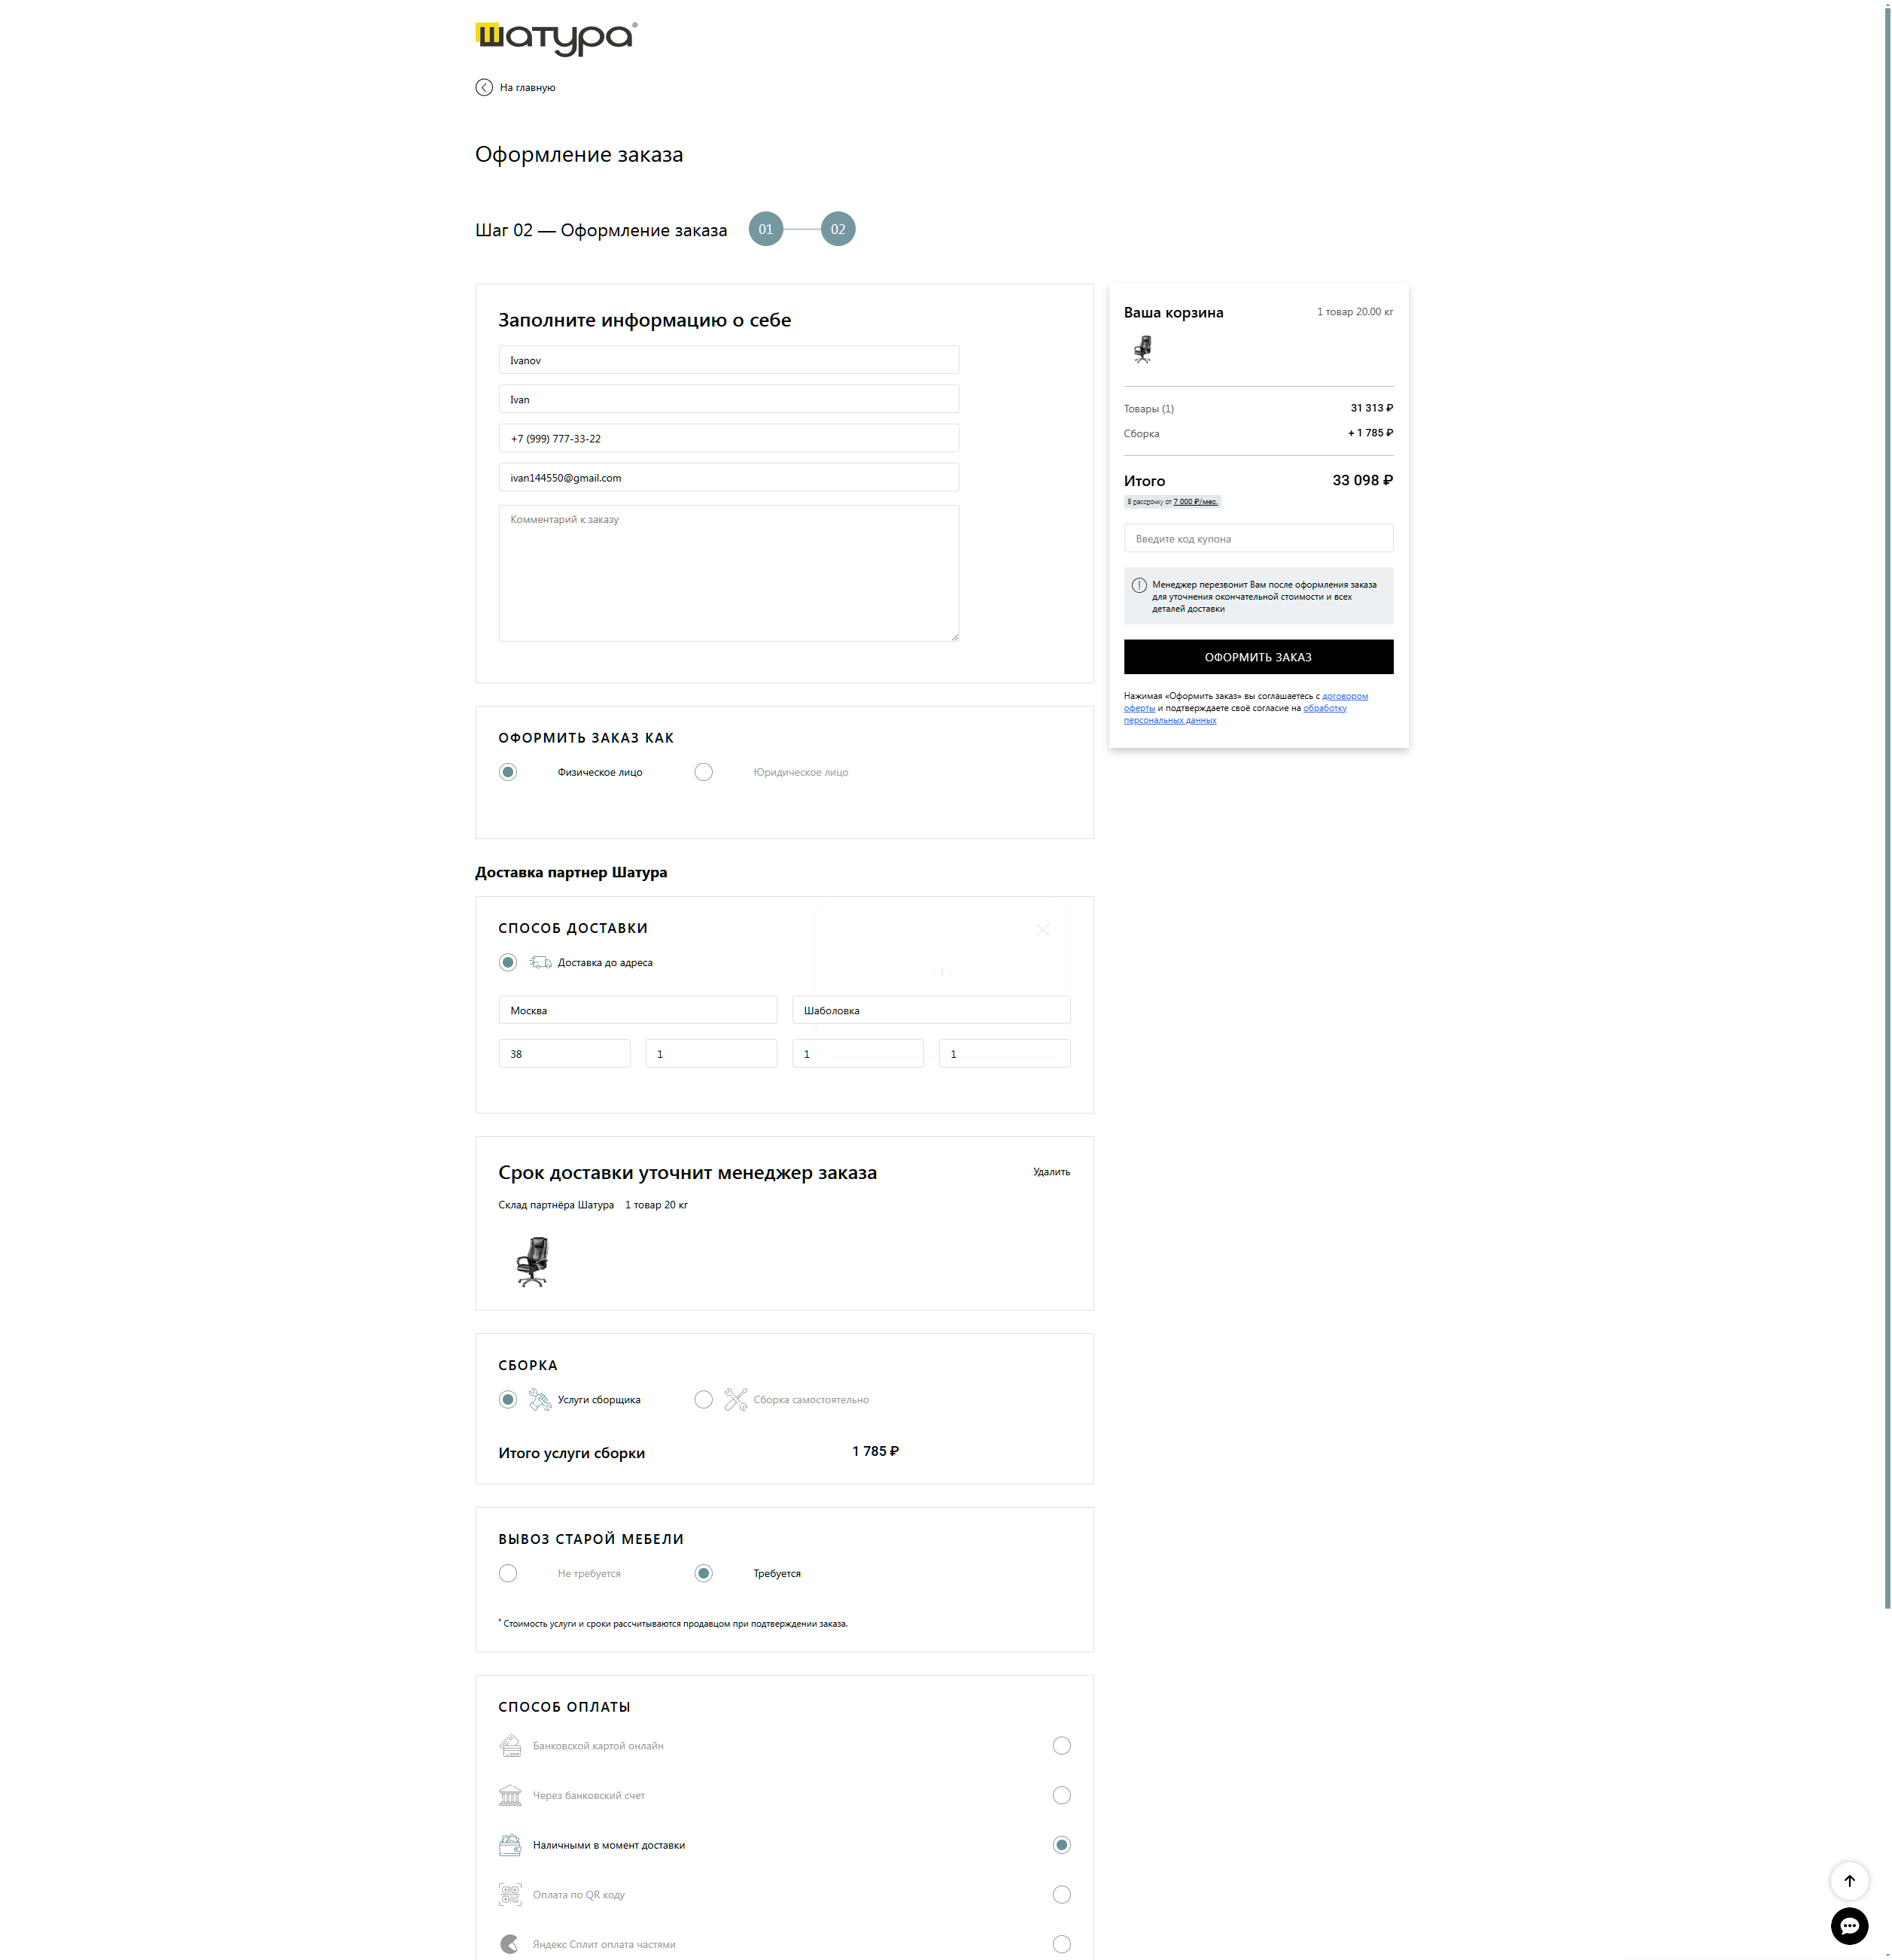 шатура®
На главную
Оформление заказа
Шаг 02 — Оформление заказа
01
02
Заполните информацию о себе
Ivanov
Ivan
+7 (999) 777-33-22
ivan144550@gmail.com
Комментарий к заказу
Ваша корзина
1 товар 20.00 кг
Товары (1)
31 313 ₽
Сборка
+ 1 785 ₽
Итого
33 098 ₽
В рассрочку от 7 000 ₽/мес.
Введите код купона
Менеджер перезвонит Вам после оформления заказа
для уточнения окончательной стоимости и всех
деталей доставки
ОФОРМИТЬ ЗАКАЗ
Нажимая «Оформить заказ» вы соглашаетесь с договором
оферты и подтверждаете своё согласие на обработку
персональных данных
ОФОРМИТЬ ЗАКАЗ КАК
Физическое лицо
Юридическое лицо
Доставка партнер Шатура
СПОСОБ ДОСТАВКИ
Доставка до адреса
Москва
Шаболовка
38
1
1
1
Срок доставки уточнит менеджер заказа
Удалить
Склад партнёра Шатура 1 товар 20 кг
СБОРКА
Услуги сборщика
Сборка самостоятельно
Итого услуги сборки
1 785 ₽
ВЫВОЗ СТАРОЙ МЕБЕЛИ
Не требуется
Требуется
* Стоимость услуги и сроки рассчитываются продавцом при подтверждении заказа.
СПОСОБ ОПЛАТЫ
Банковской картой онлайн
Через банковский счет
Наличными в момент доставки
Оплата по QR коду
Яндекс Сплит оплата частями